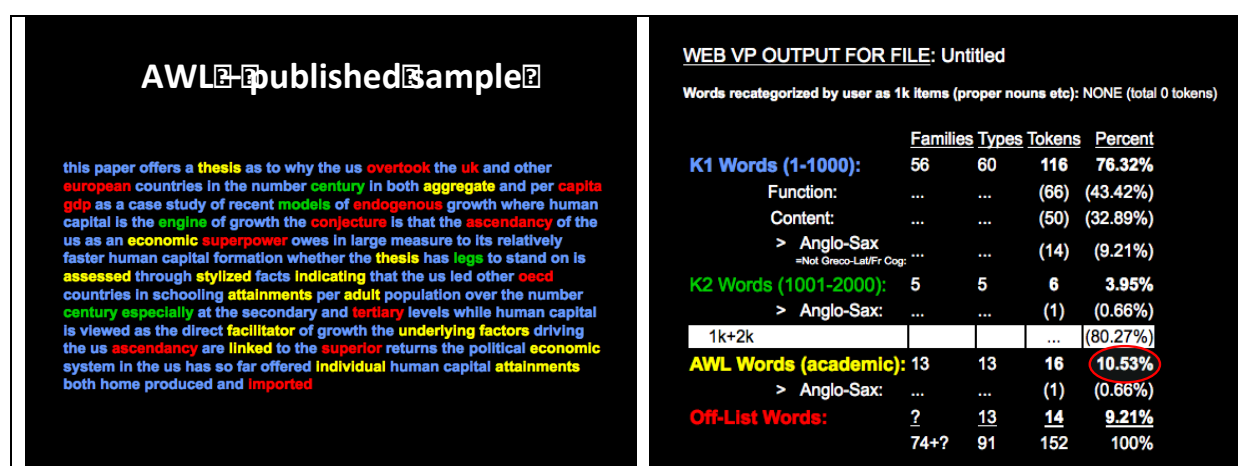 AWL – published sample
this paper offers a thesis as to why the us overtook the uk and other
european countries in the number century in both aggregate and per capita
gdp as a case study of recent models of endogenous growth where human
capital is the engine of growth the conjecture is that the ascendancy of the
us as an economic superpower owes in large measure to its relatively
faster human capital formation whether the thesis has legs to stand on is
assessed through stylized facts indicating that the us led other oecd
countries in schooling attainments per adult population over the number
century especially at the secondary and tertiary levels while human capital
is viewed as the direct facilitator of growth the underlying factors driving
the us ascendancy are linked to the superior returns the political economic
system in the us has so far offered individual human capital attainments
both home produced and imported
WEB VP OUTPUT FOR FILE: Untitled
Words recategorized by user as 1k items (proper nouns etc): NONE (total 0 tokens)
Families Types Tokens Percent
K1 Words (1-1000): 56 60 116 76.32%
Function: ... ... (66) (43.42%)
Content: ... ... (50) (32.89%)
> Anglo-Sax
=Not Greco-Lat/Fr Cog: ... ... (14) (9.21%)
K2 Words (1001-2000): 5 5 6 3.95%
> Anglo-Sax: ... ... (1) (0.66%)
1k+2k ... (80.27%)
AWL Words (academic): 13 13 16 10.53%
> Anglo-Sax: ... ... (1) (0.66%)
Off-List Words: ? 13 14 9.21%
74+? 91 152 100%